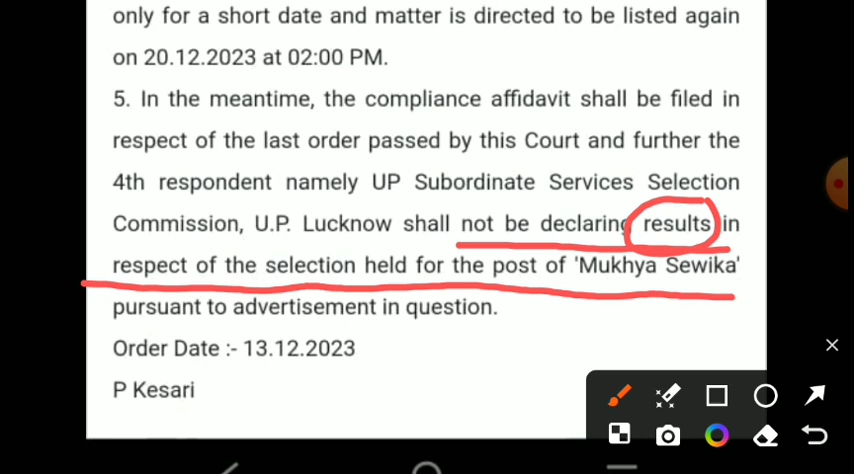 only for a short date and matter is directed to be listed again
on 20.12.2023 at 02:00 PM.
5. In the meantime, the compliance affidavit shall be filed in
respect of the last order passed by this Court and further the
4th respondent namely UP Subordinate Services Selection
Commission, U.P. Lucknow shall not be declaring results in
respect of the selection held for the post of 'Mukhya Sewika'
pursuant to advertisement in question.
Order Date :- 13.12.2023
P Kesari